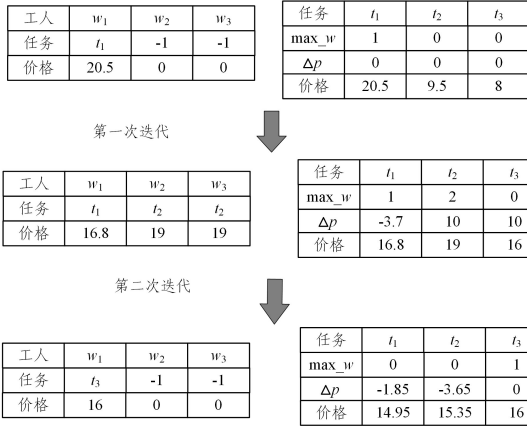 工人 w₁ w₂ w₃
任务 t₁ -1 -1
价格 20.5 0 0
任务 t₁ t₂ t₃
max_w 1 0 0
Δp 0 0 0
价格 20.5 9.5 8
第一次迭代
工人 w₁ w₂ w₃
任务 t₁ t₂ t₂
价格 16.8 19 19
任务 t₁ t₂ t₃
max_w 1 2 0
Δp -3.7 10 10
价格 16.8 19 16
第二次迭代
工人 w₁ w₂ w₃
任务 t₃ -1 -1
价格 16 0 0
任务 t₁ t₂ t₃
max_w 0 0 1
Δp -1.85 -3.65 0
价格 14.95 15.35 16